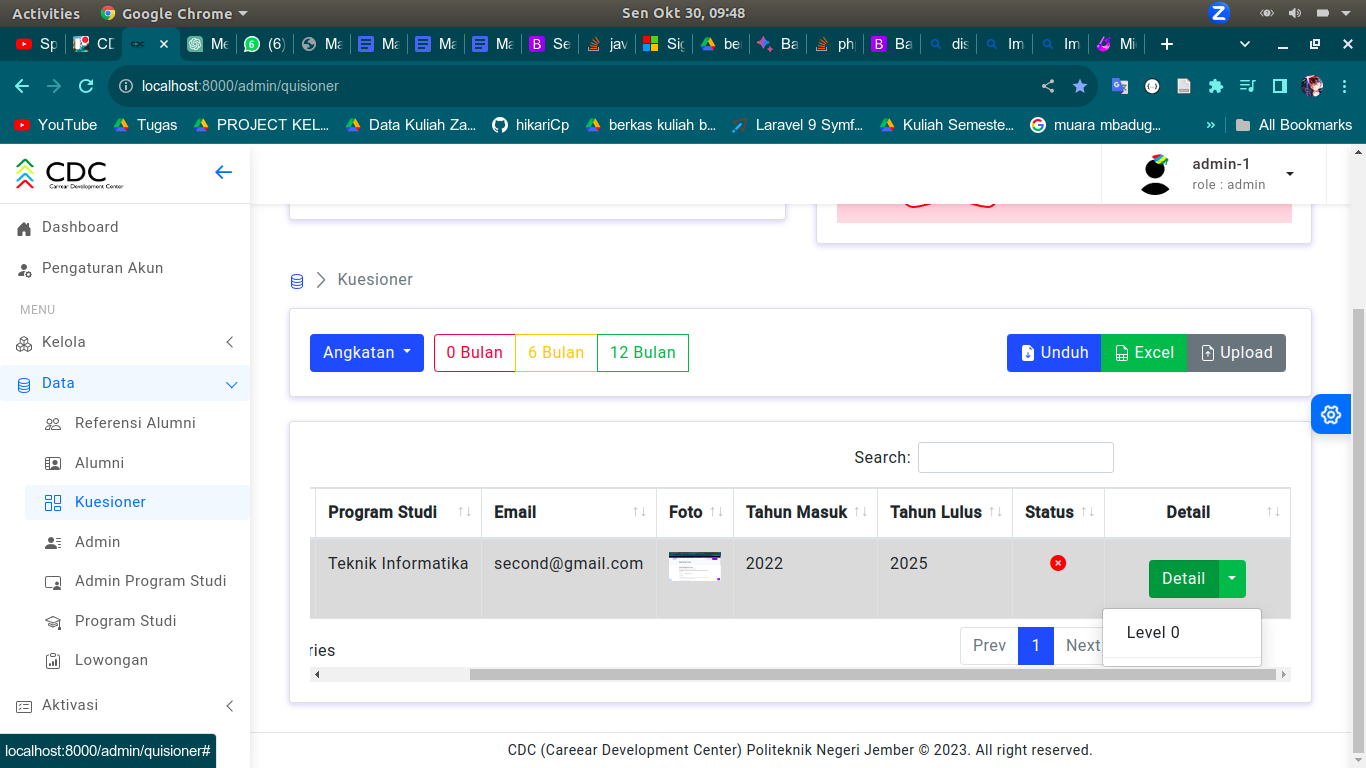 Activities Google Chrome Sen Okt 30, 09:48 Z
Sp CD Me (6) Ma Ma Ma Ma Se jav Sig be Ba ph Ba dis Im Im Mi
localhost:8000/admin/quisioner
YouTube Tugas PROJECT KEL... Data Kuliah Za... hikariCp berkas kuliah b... Laravel 9 Symf... Kuliah Semeste... muara mbadug... » All Bookmarks
CDC
Carrear Development Center
admin-1
role : admin
Dashboard
Pengaturan Akun
MENU
Kelola
Data
Referensi Alumni
Alumni
Kuesioner
Admin
Admin Program Studi
Program Studi
Lowongan
Aktivasi
Kuesioner
Angkatan 0 Bulan 6 Bulan 12 Bulan Unduh Excel Upload
Search:
Program Studi Email Foto Tahun Masuk Tahun Lulus Status Detail
Teknik Informatika second@gmail.com 2022 2025 Detail
Level 0
ries Prev 1 Next
CDC (Careear Development Center) Politeknik Negeri Jember © 2023. All right reserved.
localhost:8000/admin/quisioner#